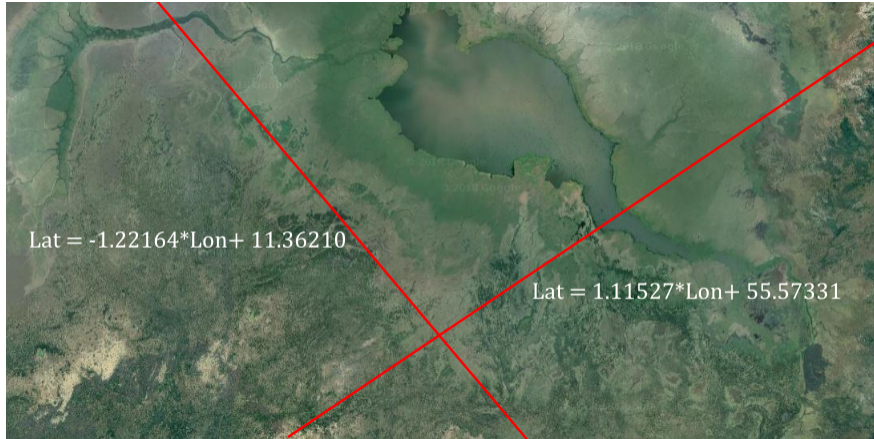 Lat = -1.22164*Lon+ 11.36210
Lat = 1.11527*Lon+ 55.57331